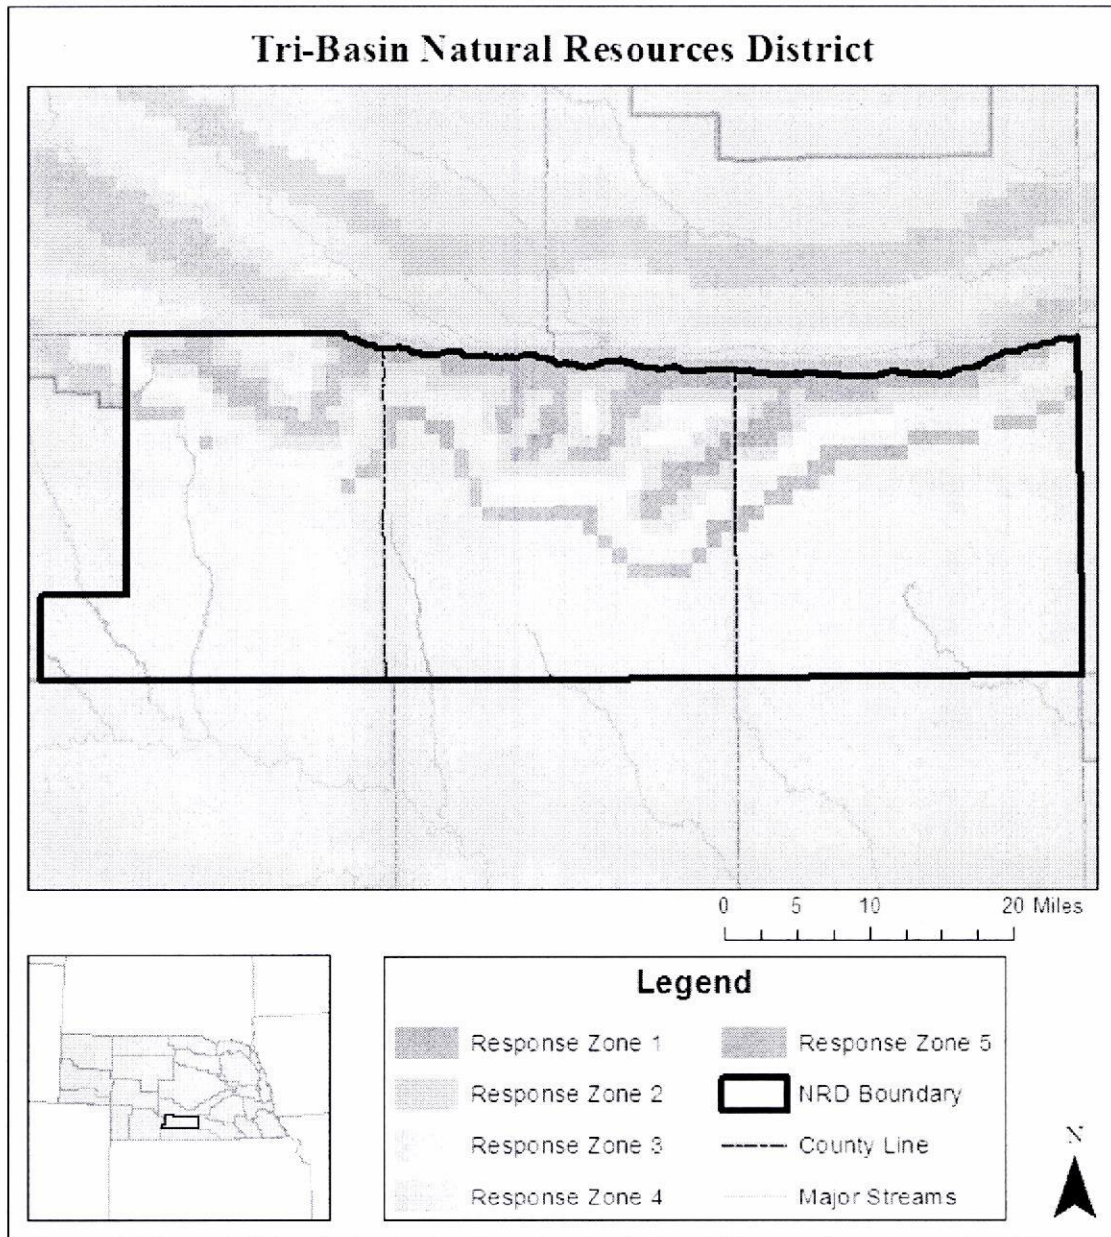 Tri-Basin Natural Resources District
0 5 10 20 Miles
Legend
Response Zone 1
Response Zone 2
Response Zone 3
Response Zone 4
Response Zone 5
NRD Boundary
County Line
Major Streams
N